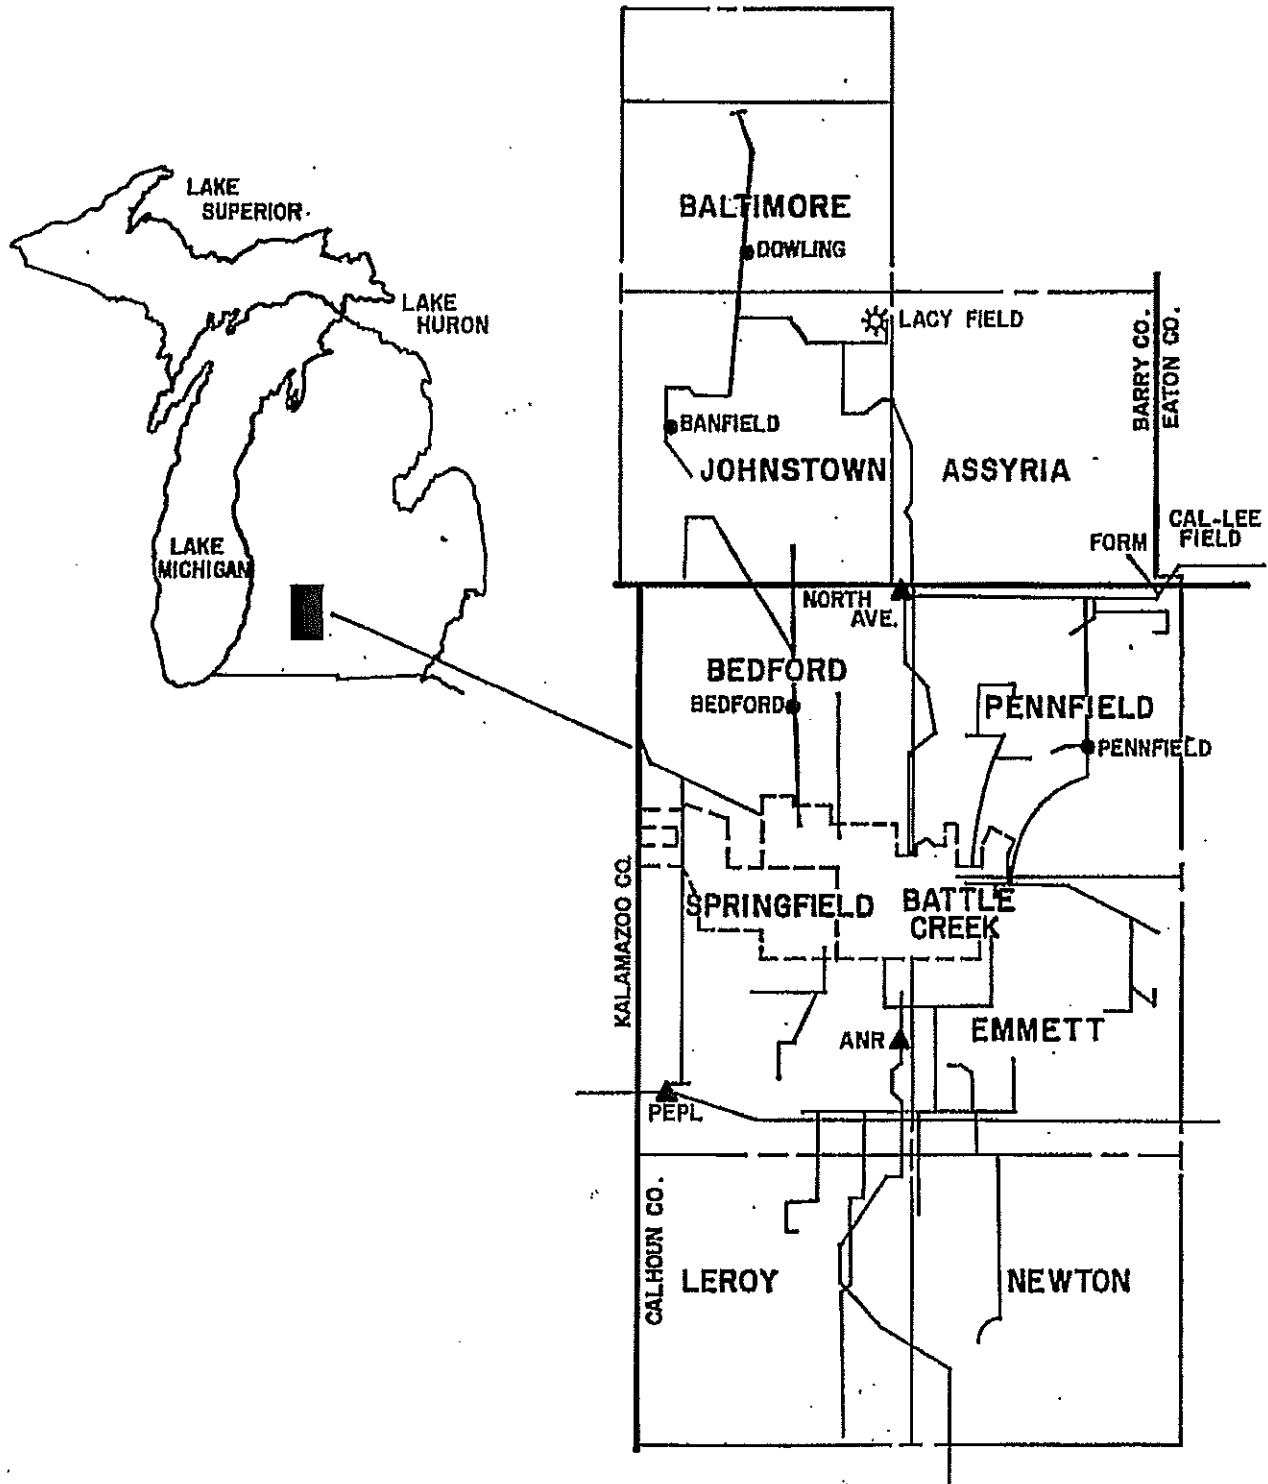 LAKE
SUPERIOR
LAKE
HURON
LAKE
MICHIGAN
BALTIMORE
DOWLING
LACY FIELD
BARRY CO.
EATON CO.
BANFIELD
JOHNSTOWN
ASSYRIA
CAL-LEE
FIELD
FORM
NORTH
AVE.
BEDFORD
BEDFORD
PENNFIELD
PENNFIELD
KALAMAZOO CO.
SPRINGFIELD
BATTLE
CREEK
ANR
EMMETT
PEPL
CALHOUN CO.
LEROY
NEWTON